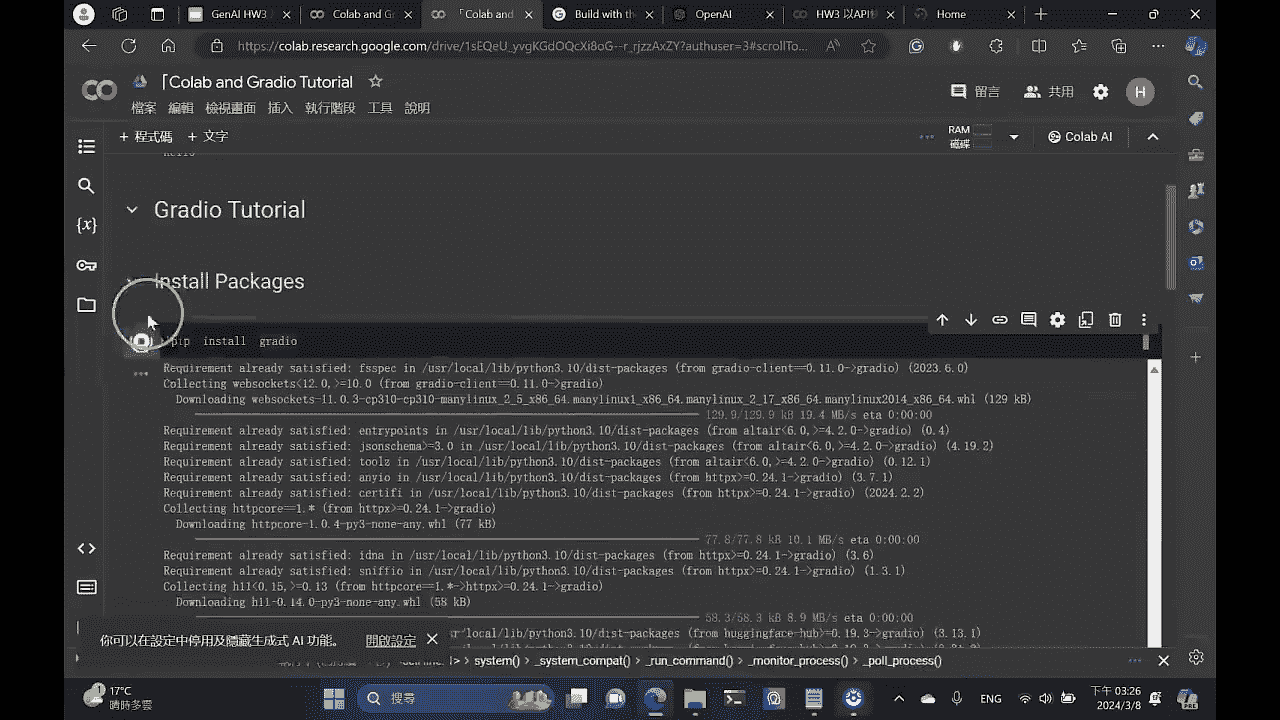 GenAI HW3
Colab and Gr
「Colab and
Build with the
OpenAI
HW3 以API
Home
https://colab.research.google.com/drive/1sEQeU_yvgKGdOQcXi8oG--r_rjzzAxZY?authuser=3#scrollTo...
「Colab and Gradio Tutorial
檔案 編輯 檢視畫面 插入 執行階段 工具 說明
留言 共用 H
+ 程式碼 + 文字
RAM
磁碟
Colab AI
Hello
Gradio Tutorial
Install Packages
pip install gradio
Requirement already satisfied: fsspec in /usr/local/lib/python3.10/dist-packages (from gradio-client==0.11.0->gradio) (2023.6.0)
Collecting websockets<12.0,>=10.0 (from gradio-client==0.11.0->gradio)
Downloading websockets-11.0.3-cp310-cp310-manylinux_2_5_x86_64.manylinux1_x86_64.manylinux_2_17_x86_64.manylinux2014_x86_64.whl (129 kB)
129.9/129.9 kB 19.4 MB/s eta 0:00:00
Requirement already satisfied: entrypoints in /usr/local/lib/python3.10/dist-packages (from altair<6.0,>=4.2.0->gradio) (0.4)
Requirement already satisfied: jsonschema>=3.0 in /usr/local/lib/python3.10/dist-packages (from altair<6.0,>=4.2.0->gradio) (4.19.2)
Requirement already satisfied: toolz in /usr/local/lib/python3.10/dist-packages (from altair<6.0,>=4.2.0->gradio) (0.12.1)
Requirement already satisfied: anyio in /usr/local/lib/python3.10/dist-packages (from httpx>=0.24.1->gradio) (3.7.1)
Requirement already satisfied: certifi in /usr/local/lib/python3.10/dist-packages (from httpx>=0.24.1->gradio) (2024.2.2)
Collecting httpcore==1.* (from httpx>=0.24.1->gradio)
Downloading httpcore-1.0.4-py3-none-any.whl (77 kB)
77.8/77.8 kB 10.1 MB/s eta 0:00:00
Requirement already satisfied: idna in /usr/local/lib/python3.10/dist-packages (from httpx>=0.24.1->gradio) (3.6)
Requirement already satisfied: sniffio in /usr/local/lib/python3.10/dist-packages (from httpx>=0.24.1->gradio) (1.3.1)
Collecting h11<0.15,>=0.13 (from httpcore==1.*->httpx>=0.24.1->gradio)
Downloading h11-0.14.0-py3-none-any.whl (58 kB)
58.3/58.3 kB 8.9 MB/s eta 0:00:00
ur/local/lib/python3.10/dist-packages (from huggingface-hub>=0.19.3->gradio) (3.13.1)
你可以在設定中停用及隱藏生成式 AI 功能。 開啟設定
> system() > _system_compat() > _run_command() > _monitor_process() > _poll_process()
17°C
時多雲
搜尋
ENG
下午 03:26
2024/3/8